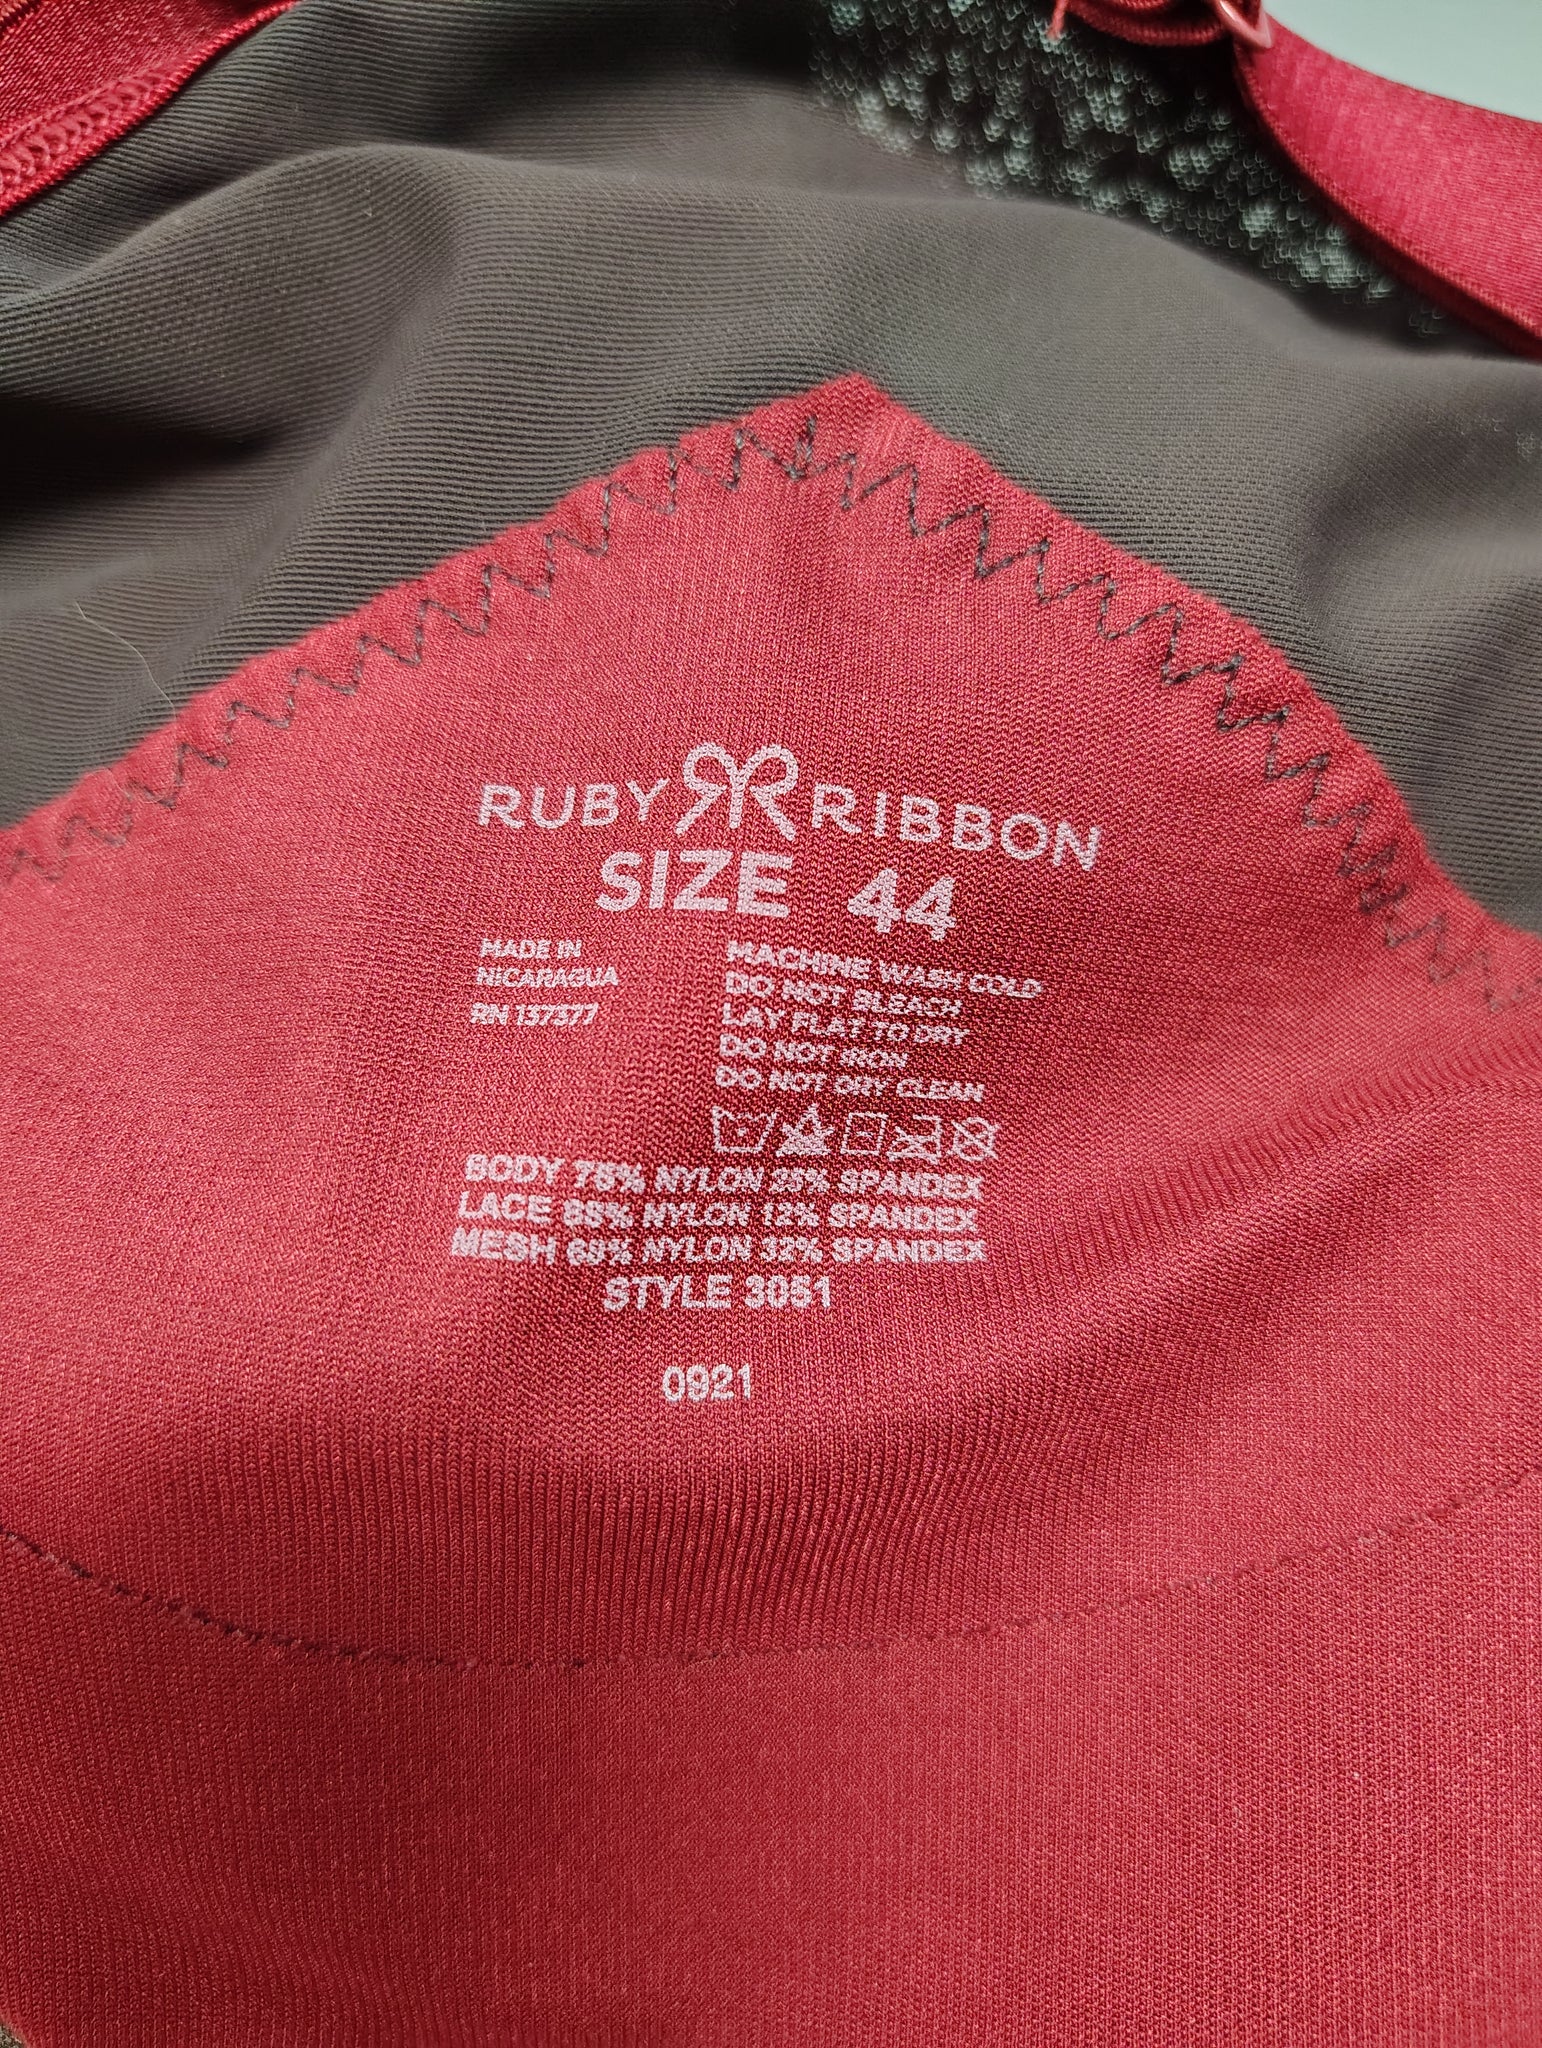 RUBY RIBBON
SIZE 44
MADE IN
NICARAGUA
RN 137377
MACHINE WASH COLD
DO NOT BLEACH
LAY FLAT TO DRY
DO NOT IRON
DO NOT DRY CLEAN
BODY 75% NYLON 25% SPANDEX
LACE 88% NYLON 12% SPANDEX
MESH 68% NYLON 32% SPANDEX
STYLE 3051
0921